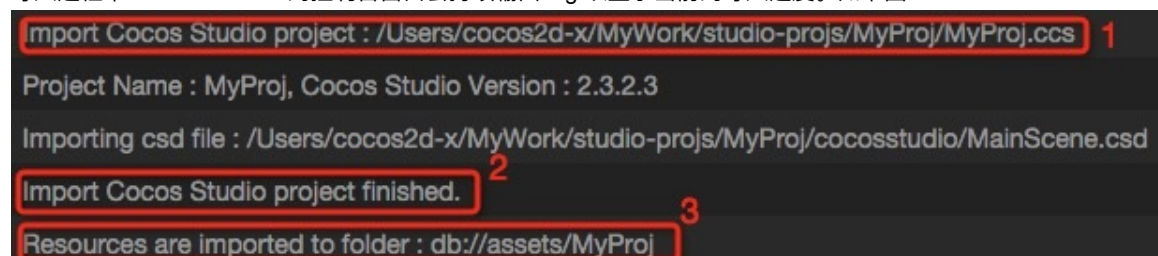 Import Cocos Studio project : /Users/cocos2d-x/MyWork/studio-projs/MyProj/MyProj.ccs 1
Project Name : MyProj, Cocos Studio Version : 2.3.2.3
Importing csd file : /Users/cocos2d-x/MyWork/studio-projs/MyProj/cocosstudio/MainScene.csd
Import Cocos Studio project finished. 2
Resources are imported to folder : db://assets/MyProj 3